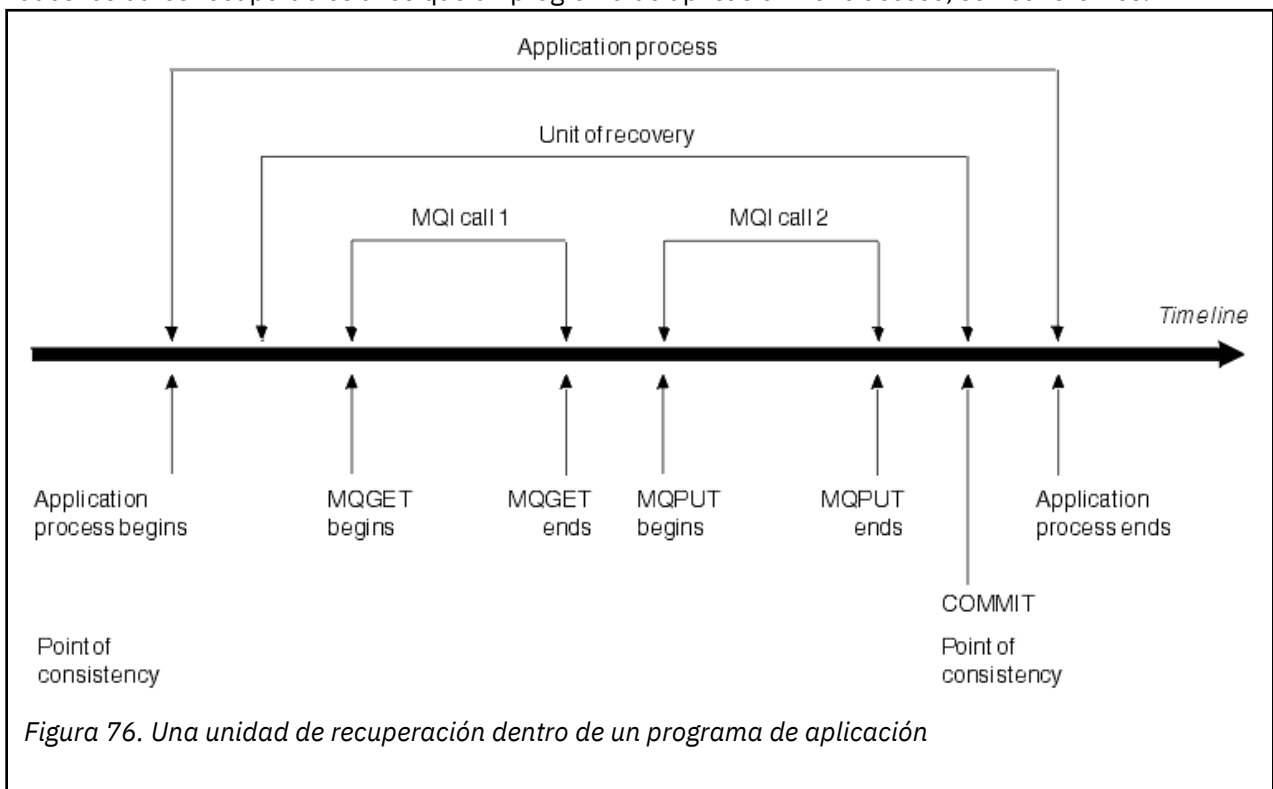 Application process
Unit of recovery
MQI call 1
MQI call 2
Timeline
Application
process begins
MQGET
begins
MQGET
ends
MQPUT
begins
MQPUT
ends
Application
process ends
COMMIT
Point of
consistency
Point of
consistency
Figura 76. Una unidad de recuperación dentro de un programa de aplicación